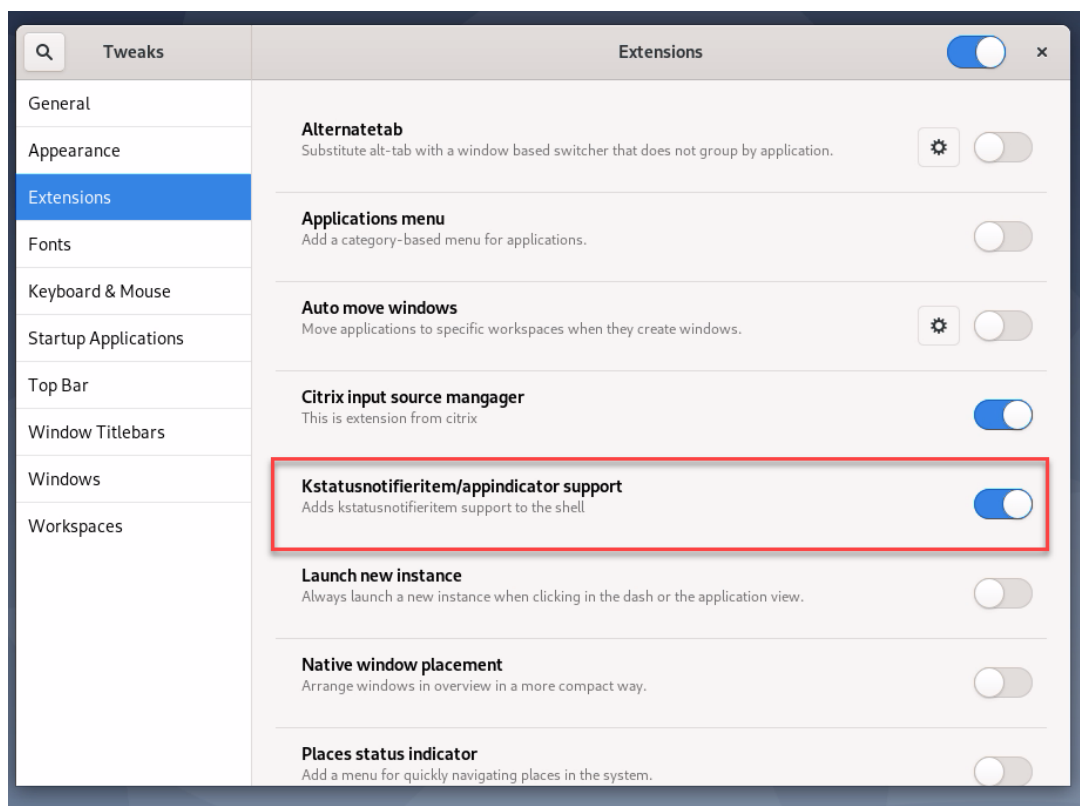 Tweaks
Extensions
General
Appearance
Extensions
Fonts
Keyboard & Mouse
Startup Applications
Top Bar
Window Titlebars
Windows
Workspaces
Alternatetab
Substitute alt-tab with a window based switcher that does not group by application.
Applications menu
Add a category-based menu for applications.
Auto move windows
Move applications to specific workspaces when they create windows.
Citrix input source mangager
This is extension from citrix
Kstatusnotifieritem/appindicator support
Adds kstatusnotifieritem support to the shell
Launch new instance
Always launch a new instance when clicking in the dash or the application view.
Native window placement
Arrange windows in overview in a more compact way.
Places status indicator
Add a menu for quickly navigating places in the system.